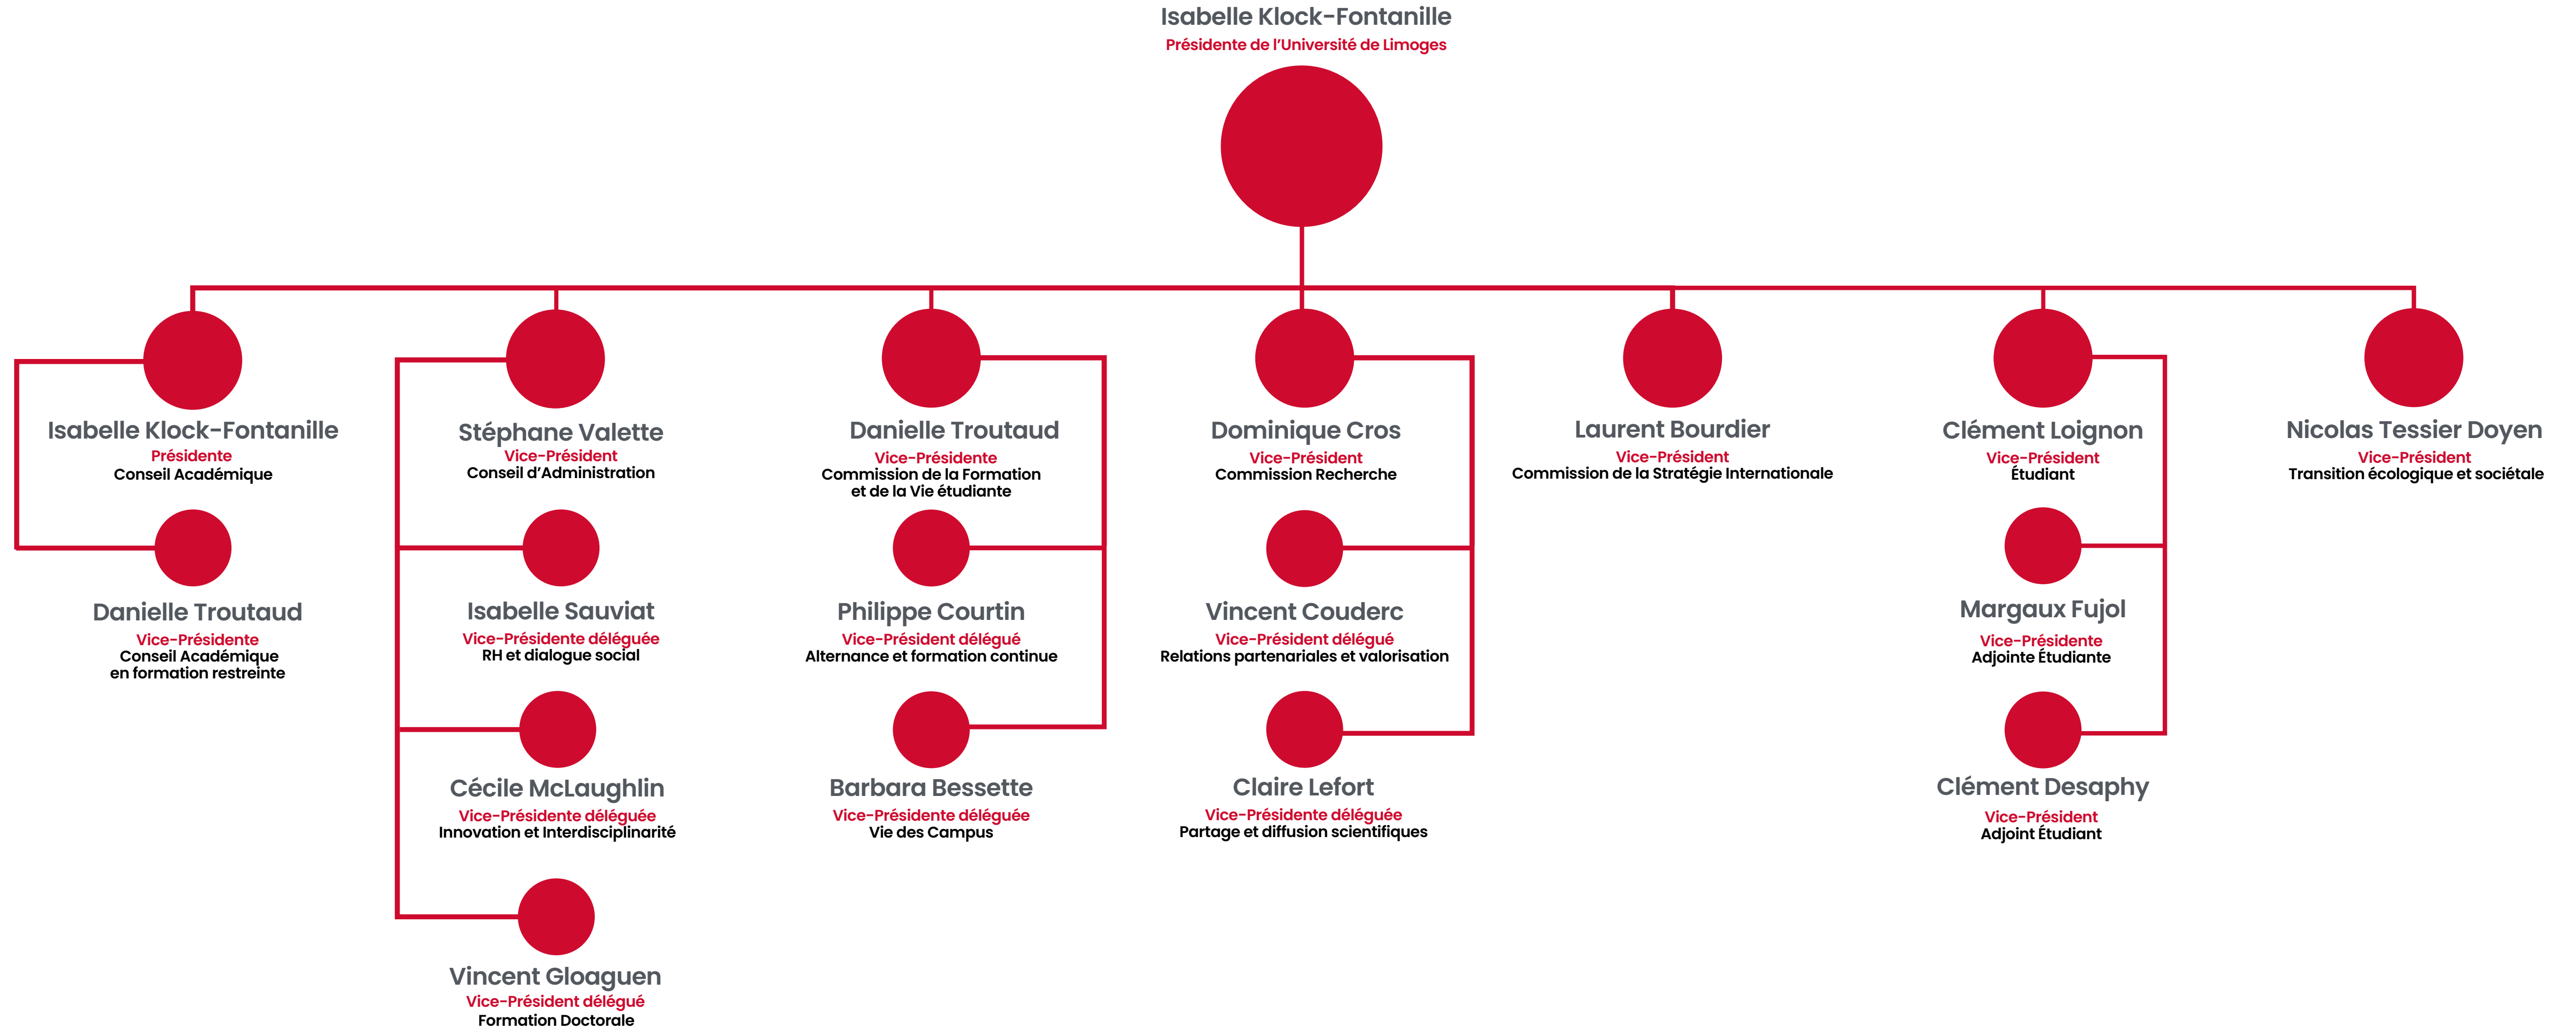 Isabelle Klock-Fontanille
Présidente de l'Université de Limoges
Isabelle Klock-Fontanille
Présidente
Conseil Académique
Danielle Troutaud
Vice-Présidente
Conseil Académique
en formation restreinte
Stéphane Valette
Vice-Président
Conseil d'Administration
Isabelle Sauviat
Vice-Présidente déléguée
RH et dialogue social
Cécile McLaughlin
Vice-Présidente déléguée
Innovation et Interdisciplinarité
Vincent Gloaguen
Vice-Président délégué
Formation Doctorale
Danielle Troutaud
Vice-Présidente
Commission de la Formation
et de la Vie étudiante
Philippe Courtin
Vice-Président délégué
Alternance et formation continue
Barbara Bessette
Vice-Présidente déléguée
Vie des Campus
Dominique Cros
Vice-Président
Commission Recherche
Vincent Couderc
Vice-Président délégué
Relations partenariales et valorisation
Claire Lefort
Vice-Présidente déléguée
Partage et diffusion scientifiques
Laurent Bourdier
Vice-Président
Commission de la Stratégie Internationale
Clément Loignon
Vice-Président
Étudiant
Margaux Fujol
Vice-Présidente
Adjointe Étudiante
Clément Desaphy
Vice-Président
Adjoint Étudiant
Nicolas Tessier Doyen
Vice-Président
Transition écologique et sociétale